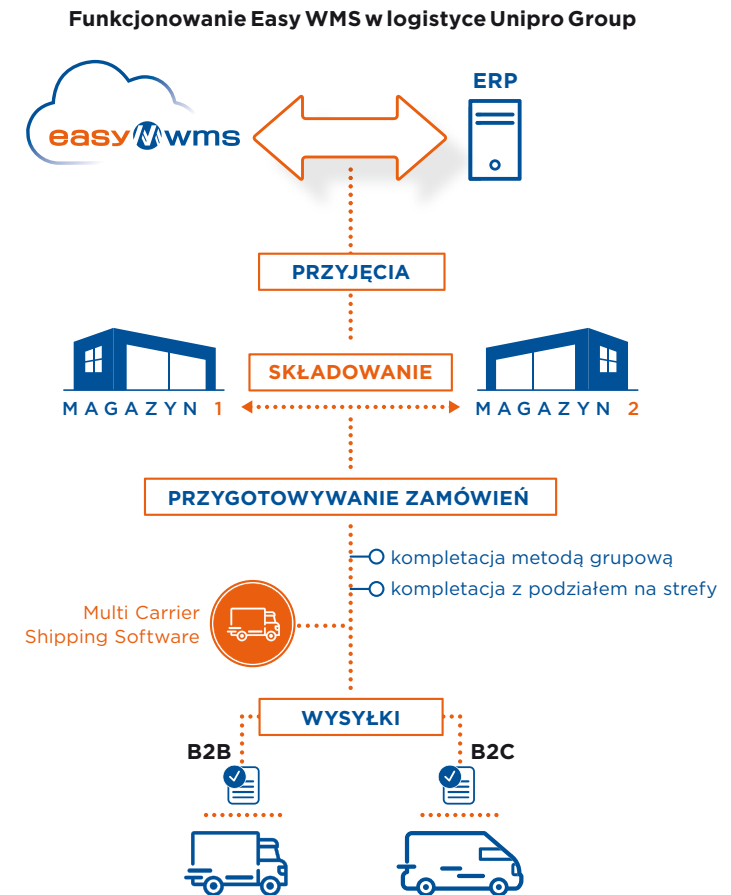 Funkcjonowanie Easy WMS w logistyce Unipro Group
ERP
easy wms
PRZYJĘCIA
SKŁADOWANIE
MAGAZYN 1
MAGAZYN 2
PRZYGOTOWYWANIE ZAMÓWIEŃ
kompletacja metodą grupową
kompletacja z podziałem na strefy
Multi Carrier
Shipping Software
WYSYŁKI
B2B
B2C